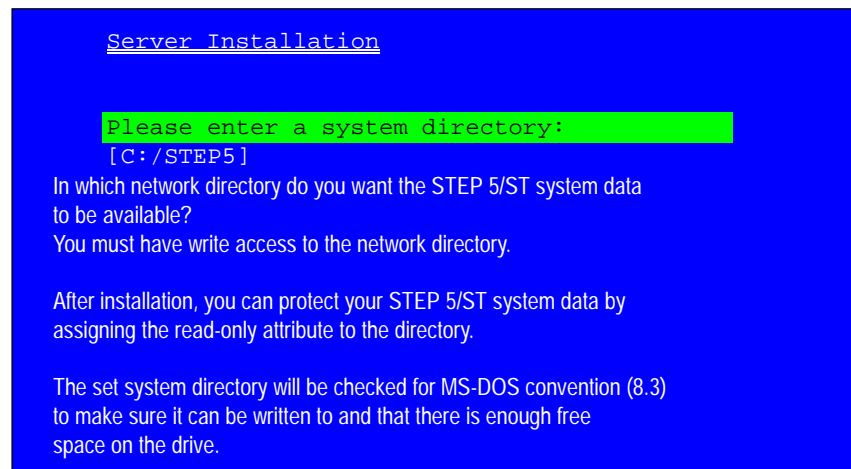 Server Installation
Please enter a system directory:
[C:/STEP5]
In which network directory do you want the STEP 5/ST system data
to be available?
You must have write access to the network directory.
After installation, you can protect your STEP 5/ST system data by
assigning the read-only attribute to the directory.
The set system directory will be checked for MS-DOS convention (8.3)
to make sure it can be written to and that there is enough free
space on the drive.